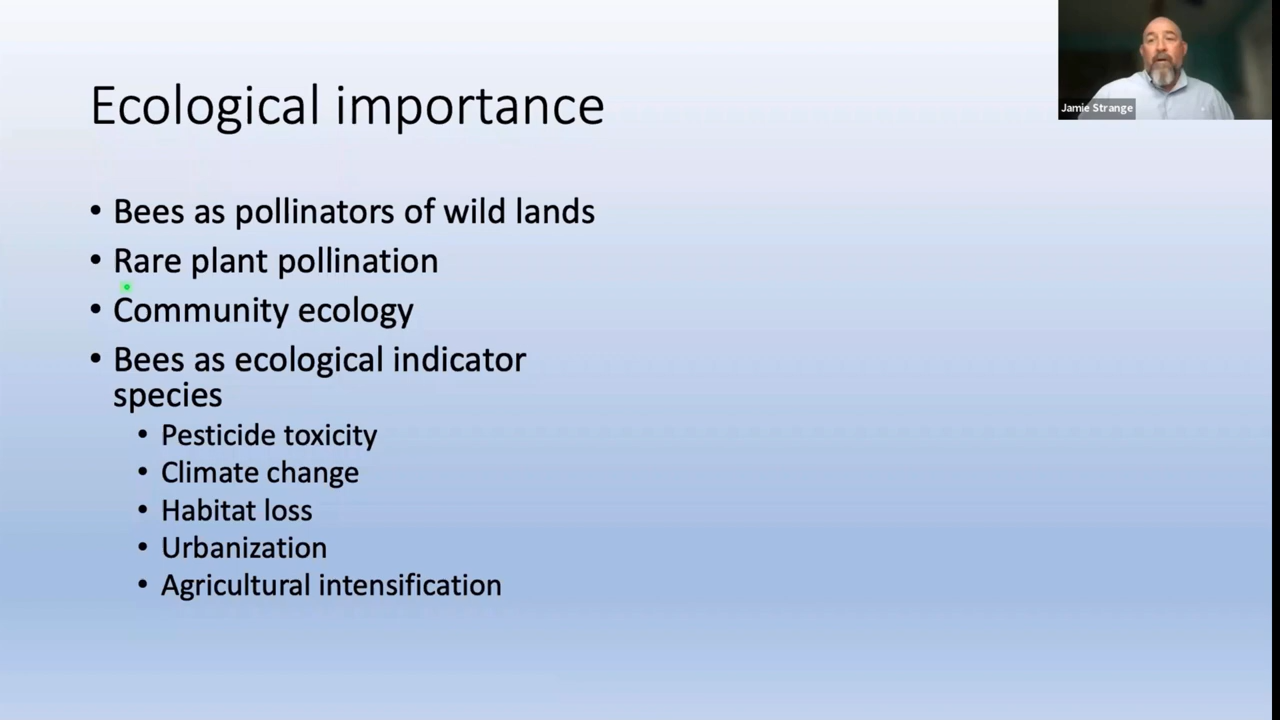 Ecological importance
Jamie Strange
• Bees as pollinators of wild lands
• Rare plant pollination
• Community ecology
• Bees as ecological indicator
species
• Pesticide toxicity
• Climate change
• Habitat loss
• Urbanization
• Agricultural intensification